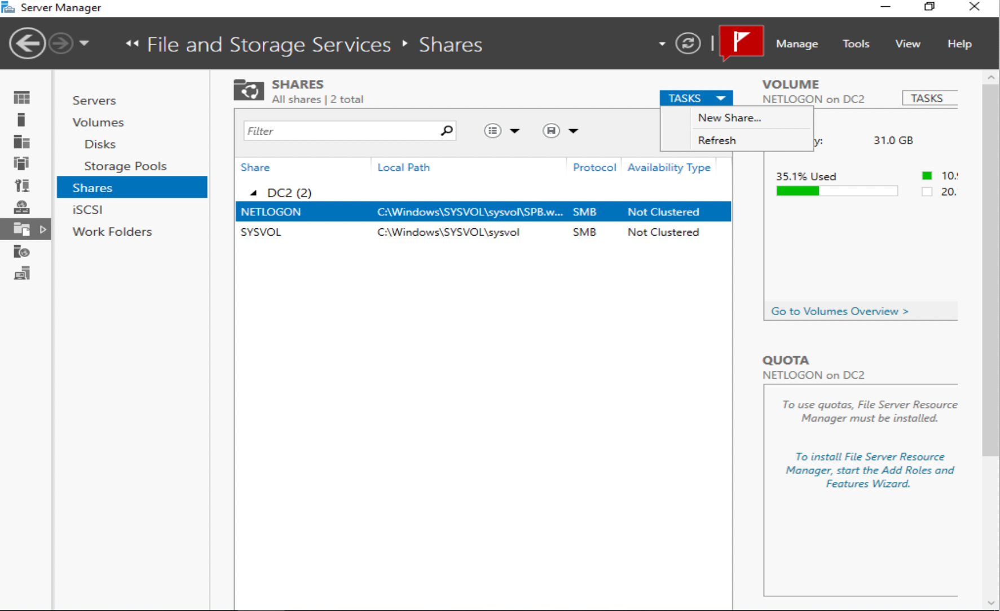 Server Manager
File and Storage Services
Shares
Manage
Tools
View
Help
Servers
Volumes
Disks
Storage Pools
Shares
iSCSI
Work Folders
SHARES
All shares | 2 total
TASKS
New Share...
Refresh
Filter
Share Local Path Protocol Availability Type
DC2 (2)
NETLOGON C:\Windows\SYSVOL\sysvol\SPB.w... SMB Not Clustered
SYSVOL C:\Windows\SYSVOL\sysvol SMB Not Clustered
VOLUME
NETLOGON on DC2
TASKS
y: 31.0 GB
35.1% Used
10.
20.
Go to Volumes Overview >
QUOTA
NETLOGON on DC2
To use quotas, File Server Resource
Manager must be installed.
To install File Server Resource
Manager, start the Add Roles and
Features Wizard.